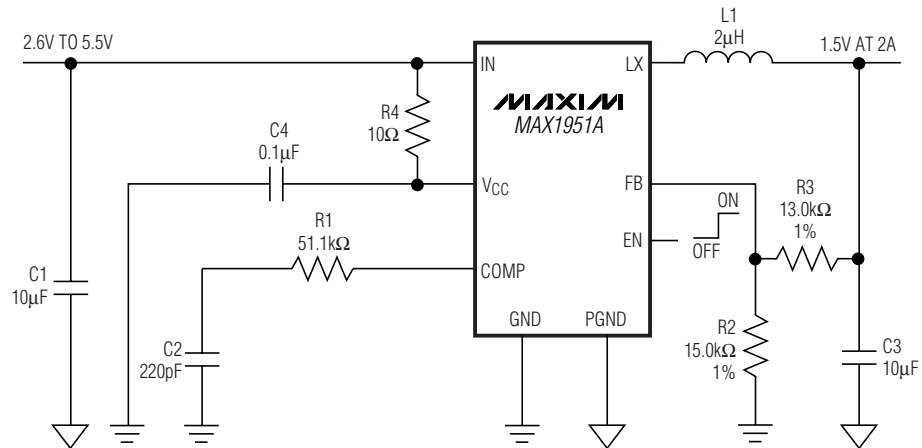 2.6V TO 5.5V
C1
10μF
C4
0.1μF
R4
10Ω
R1
51.1kΩ
C2
220pF
IN
VCC
COMP
GND
PGND
LX
FB
EN
MAXIM
MAX1951A
L1
2μH
1.5V AT 2A
ON
OFF
R3
13.0kΩ
1%
R2
15.0kΩ
1%
C3
10μF